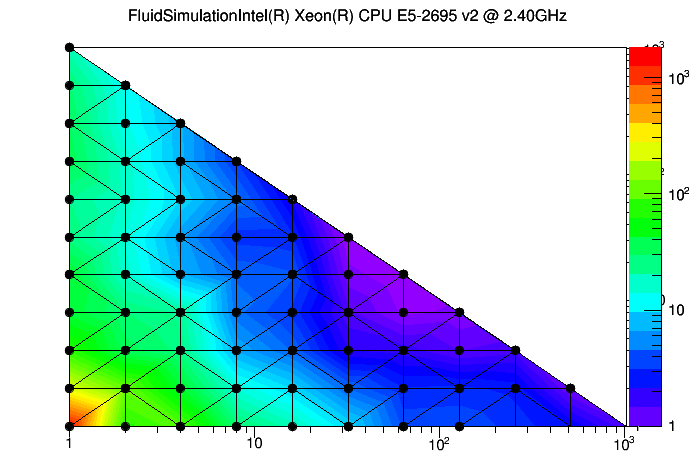 FluidSimulationIntel(R) Xeon(R) CPU E5-2695 v2 @ 2.40GHz
10³
10²
10
1
1 10 10² 10³